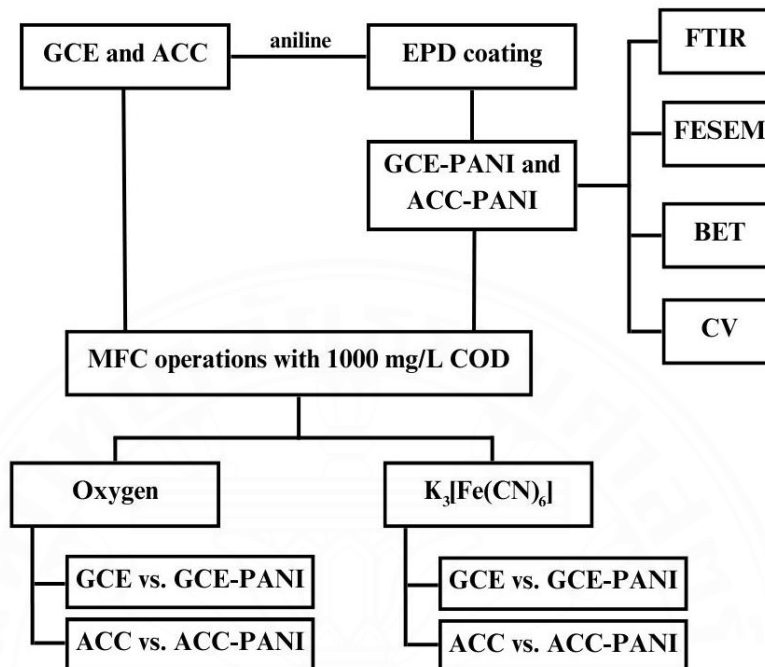 GCE and ACC
aniline
EPD coating
FTIR
FESEM
GCE-PANI and
ACC-PANI
BET
CV
MFC operations with 1000 mg/L COD
Oxygen
K₃[Fe(CN)₆]
GCE vs. GCE-PANI
ACC vs. ACC-PANI
GCE vs. GCE-PANI
ACC vs. ACC-PANI